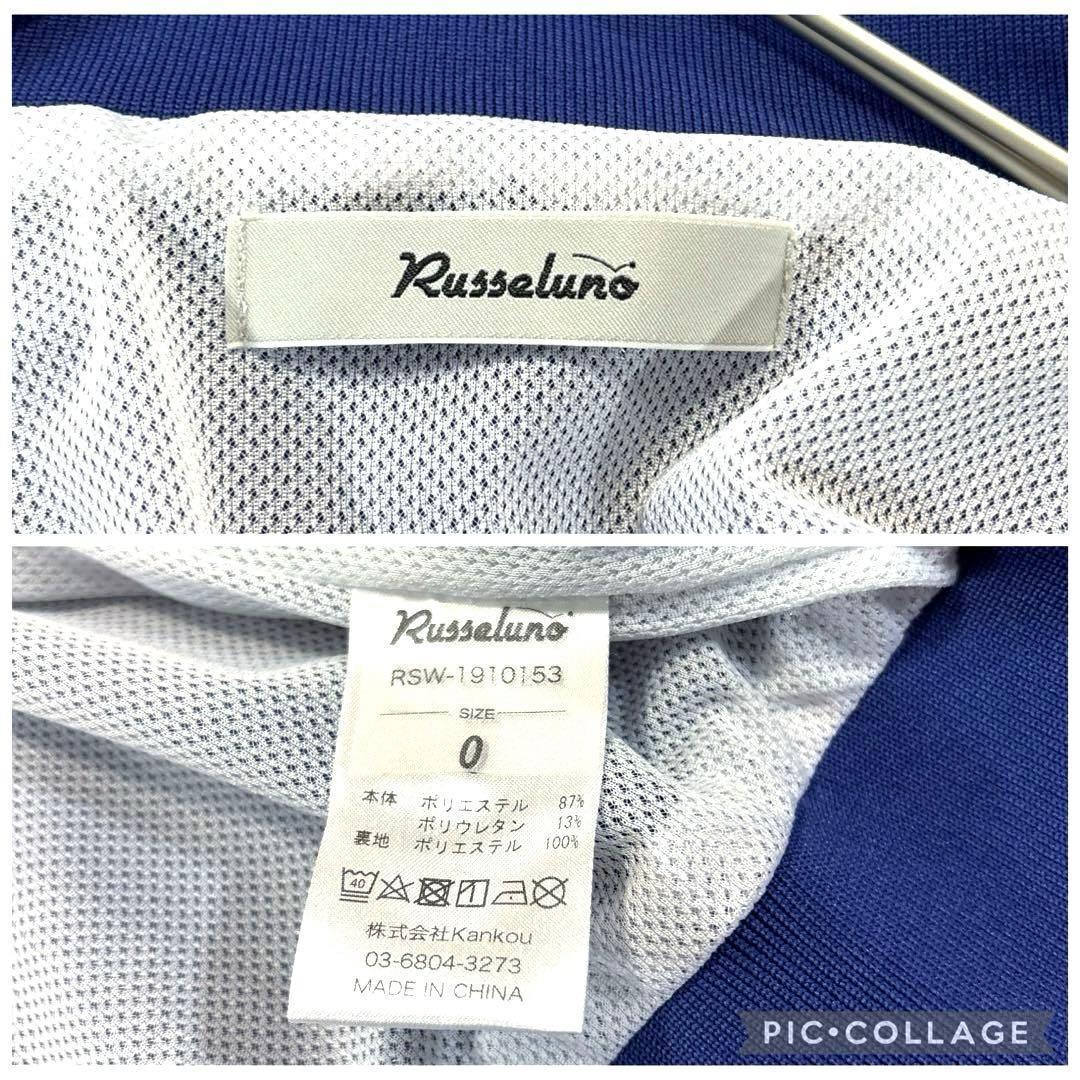 Russeluno
Russeluno
RSW-1910153
SIZE
0
本体 ポリエステル 87%
ポリウレタン 13%
裏地 ポリエステル 100%
40
株式会社Kankou
03-6804-3273
MADE IN CHINA
PIC•COLLAGE